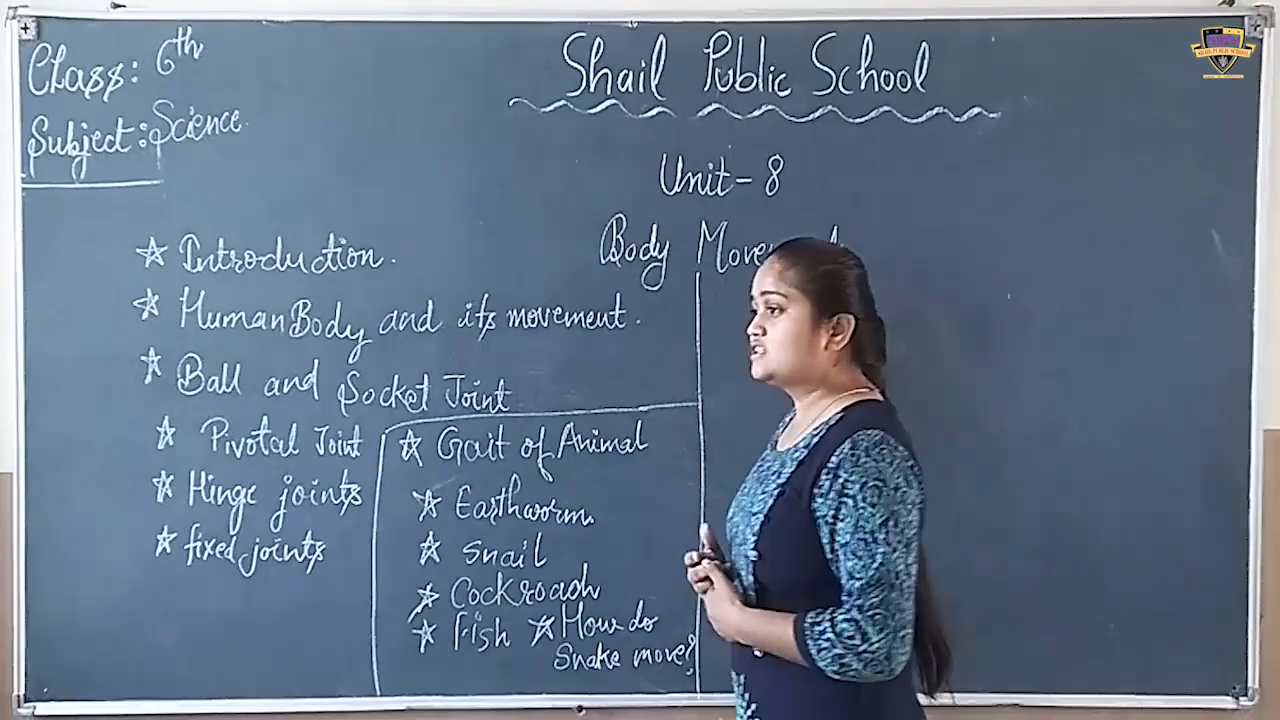 Class: 6th
Subject: Science.
Shail Public School
Unit-8
Body
☆ Introduction.
☆ Human Body and its movement.
☆ Ball and Socket Joint
☆ Pivotal Joint
☆ Hinge joints
☆ fixed joints
☆ Gait of Animal
☆ Earthworm
☆ Snail
☆ Cockroach
☆ Fish ☆ How do
Snake move?